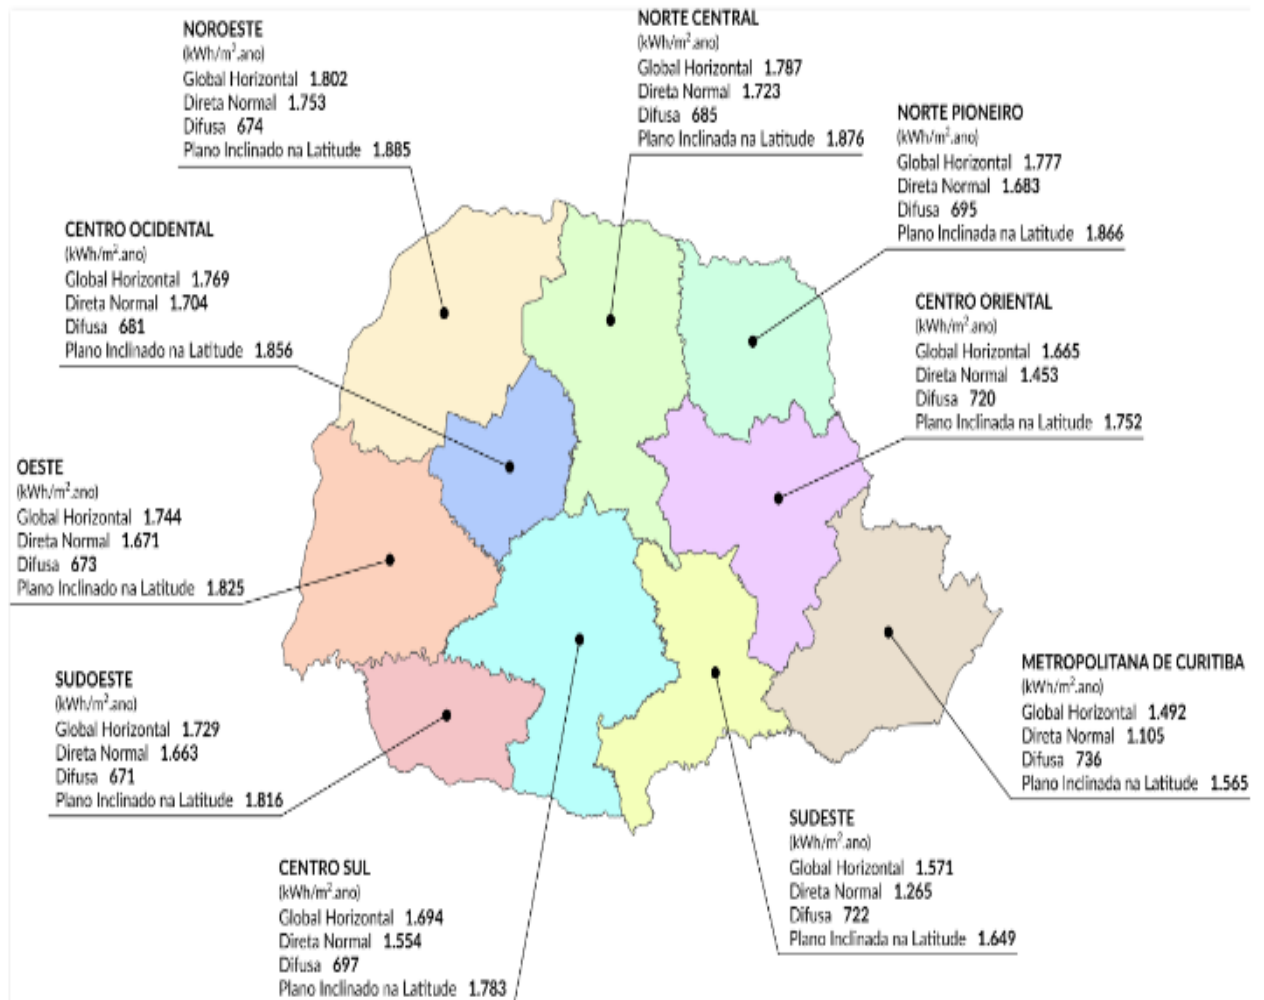 NOROESTE
(kWh/m².ano)
Global Horizontal 1.802
Direta Normal 1.753
Difusa 674
Plano Inclinado na Latitude 1.885
NORTE CENTRAL
(kWh/m².ano)
Global Horizontal 1.787
Direta Normal 1.723
Difusa 685
Plano Inclinada na Latitude 1.876
NORTE PIONEIRO
(kWh/m².ano)
Global Horizontal 1.777
Direta Normal 1.683
Difusa 695
Plano Inclinada na Latitude 1.866
CENTRO OCIDENTAL
(kWh/m².ano)
Global Horizontal 1.769
Direta Normal 1.704
Difusa 681
Plano Inclinado na Latitude 1.856
CENTRO ORIENTAL
(kWh/m².ano)
Global Horizontal 1.665
Direta Normal 1.453
Difusa 720
Plano Inclinada na Latitude 1.752
OESTE
(kWh/m².ano)
Global Horizontal 1.744
Direta Normal 1.671
Difusa 673
Plano Inclinado na Latitude 1.825
SUDOESTE
(kWh/m².ano)
Global Horizontal 1.729
Direta Normal 1.663
Difusa 671
Plano Inclinado na Latitude 1.816
METROPOLITANA DE CURITIBA
(kWh/m².ano)
Global Horizontal 1.492
Direta Normal 1.105
Difusa 736
Plano Inclinada na Latitude 1.565
SUDESTE
(kWh/m².ano)
Global Horizontal 1.571
Direta Normal 1.265
Difusa 722
Plano Inclinada na Latitude 1.649
CENTRO SUL
(kWh/m².ano)
Global Horizontal 1.694
Direta Normal 1.554
Difusa 697
Plano Inclinado na Latitude 1.783